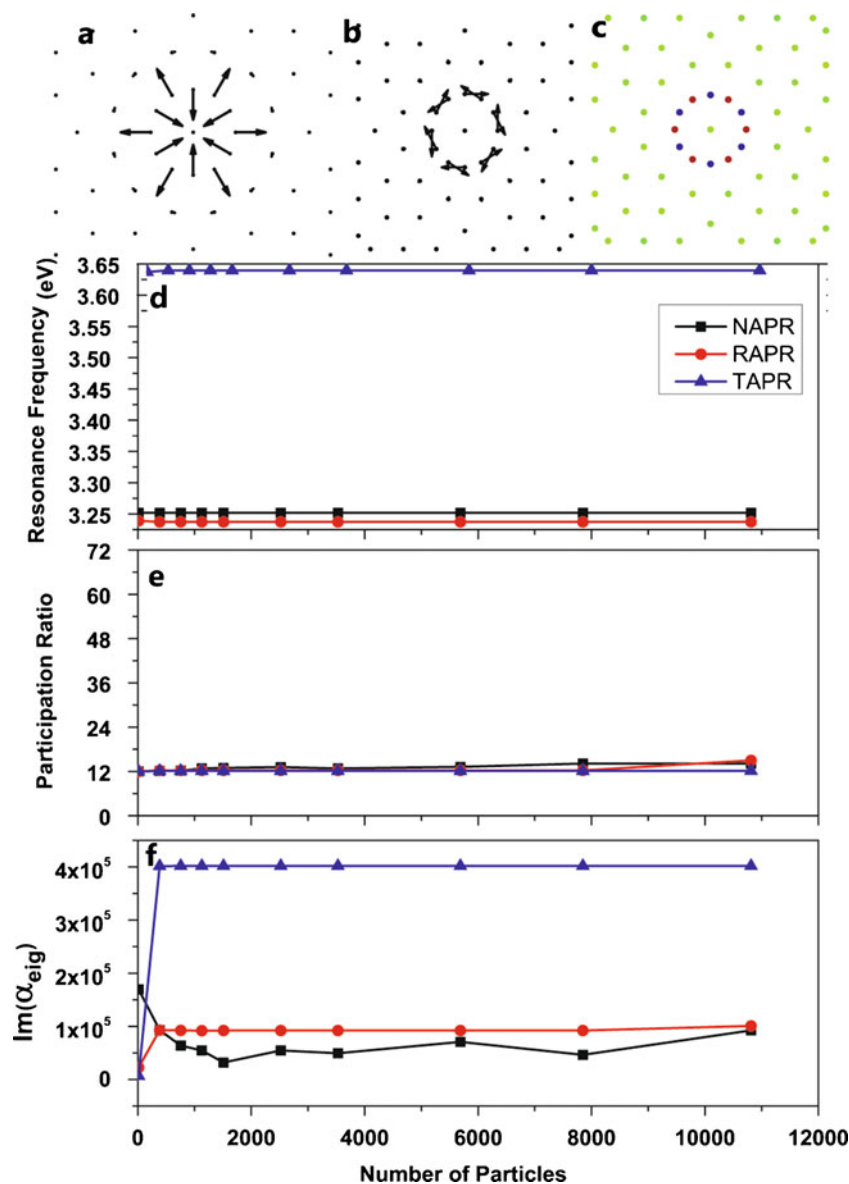 a b c
d
Resonance Frequency (eV)
3.65
3.60
3.55
3.50
3.45
3.40
3.35
3.30
3.25
NAPR
RAPR
TAPR
e
Participation Ratio
72
60
48
36
24
12
0
f
Im(α_eig)
4x10^5
3x10^5
2x10^5
1x10^5
0
0 2000 4000 6000 8000 10000 12000
Number of Particles